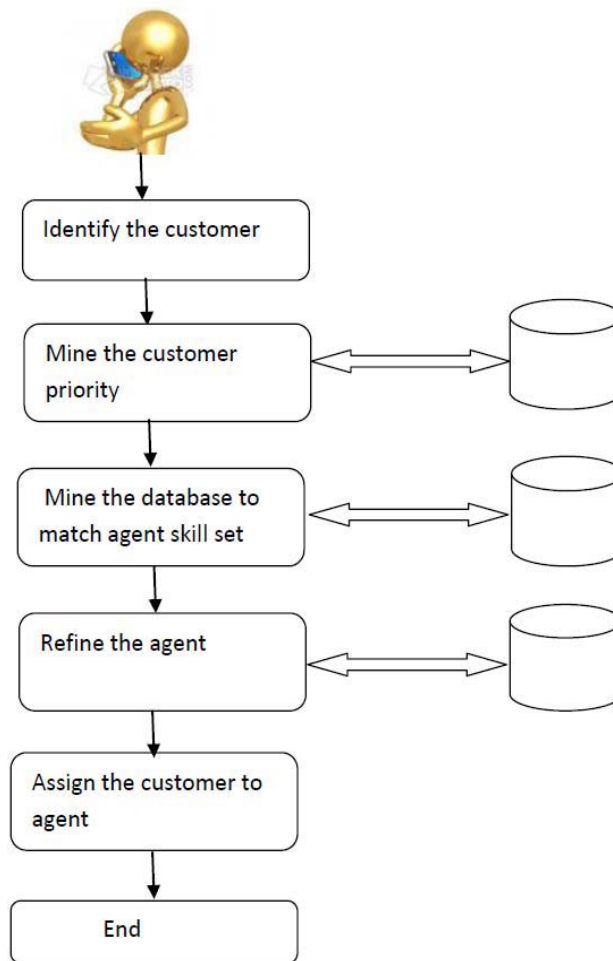 Identify the customer
Mine the customer
priority
Mine the database to
match agent skill set
Refine the agent
Assign the customer to
agent
End